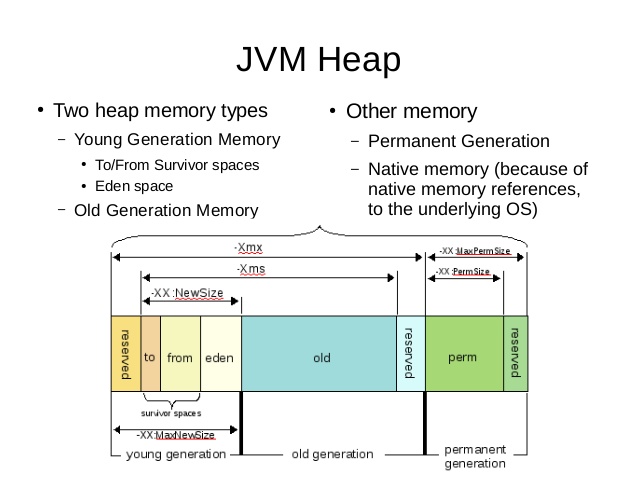 JVM Heap
• Two heap memory types
– Young Generation Memory
• To/From Survivor spaces
• Eden space
– Old Generation Memory
• Other memory
– Permanent Generation
– Native memory (because of
native memory references,
to the underlying OS)
-Xmx
-XX:MaxPermSize
-Xms
-XX:PermSize
-XX:NewSize
reserved
to
from
eden
old
reserved
perm
reserved
survivor spaces
-XX:MaxNewSize
young generation
old generation
permanent
generation